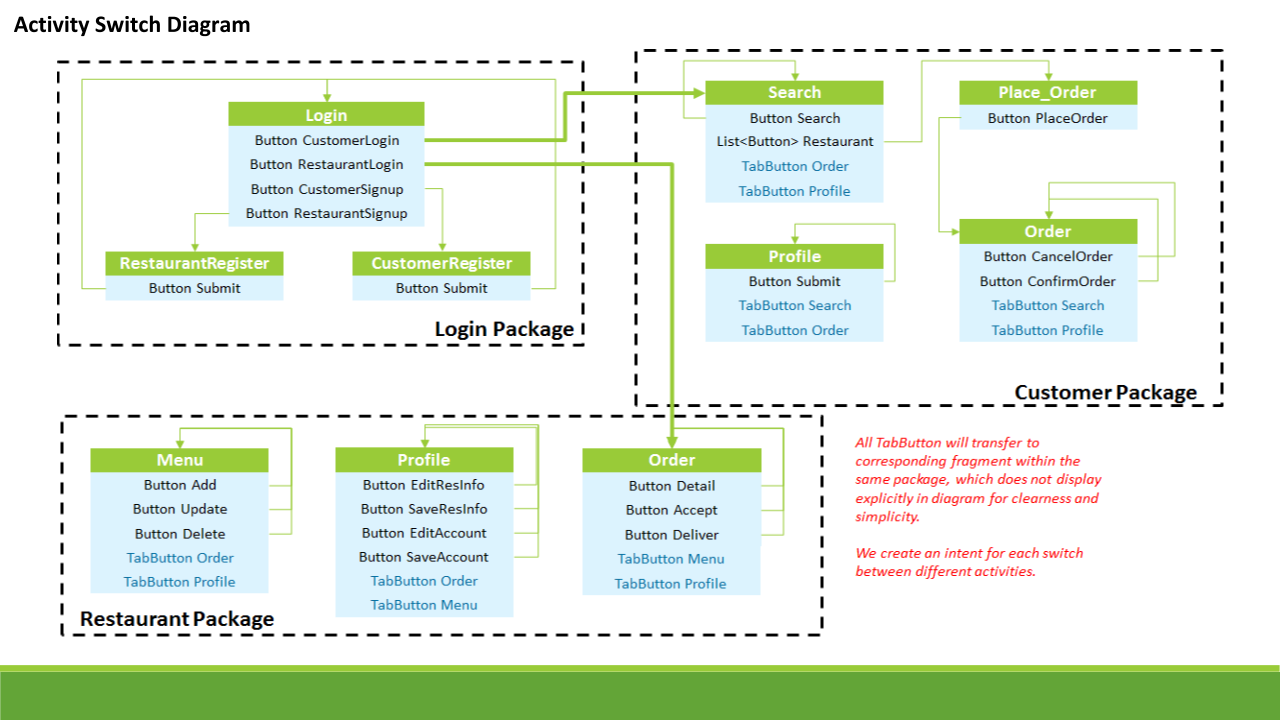 Activity Switch Diagram
Login
Button CustomerLogin
Button RestaurantLogin
Button CustomerSignup
Button RestaurantSignup
RestaurantRegister
Button Submit
CustomerRegister
Button Submit
Login Package
Search
Button Search
List<Button> Restaurant
TabButton Order
TabButton Profile
Place_Order
Button PlaceOrder
Profile
Button Submit
TabButton Search
TabButton Order
Order
Button CancelOrder
Button ConfirmOrder
TabButton Search
TabButton Profile
Customer Package
Menu
Button Add
Button Update
Button Delete
TabButton Order
TabButton Profile
Profile
Button EditResInfo
Button SaveResInfo
Button EditAccount
Button SaveAccount
TabButton Order
TabButton Menu
Order
Button Detail
Button Accept
Button Deliver
TabButton Menu
TabButton Profile
Restaurant Package
All TabButton will transfer to
corresponding fragment within the
same package, which does not display
explicitly in diagram for clearness and
simplicity.
We create an intent for each switch
between different activities.